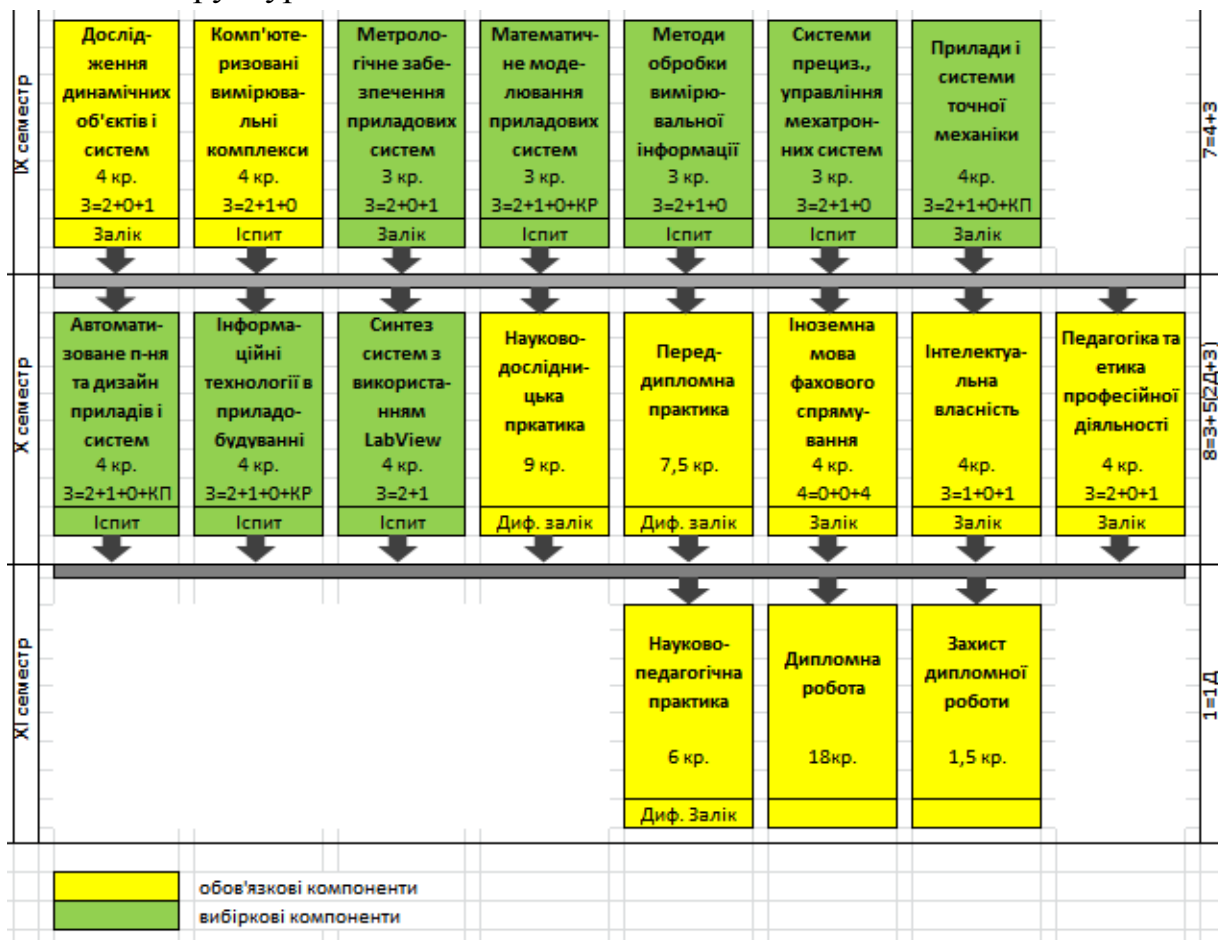 IX семестр
Дослід-
ження
динамічних
об'єктів і
систем
4 кр.
3=2+0+1
Залік
Комп'юте-
ризовані
вимірюва-
льні
комплекси
4 кр.
3=2+1+0
Іспит
Метроло-
гічне забе-
зпечення
приладових
систем
3 кр.
3=2+0+1
Залік
Математич-
не моде-
лювання
приладових
систем
3 кр.
3=2+1+0+КР
Іспит
Методи
обробки
вимірю-
вальної
інформації
3 кр.
3=2+1+0
Іспит
Системи
прециз.,
управління
мехатрон-
них систем
3 кр.
3=2+1+0
Іспит
Прилади і
системи
точної
механіки
4кр.
3=2+1+0+КП
Залік
7=4+3
X семестр
Автомати-
зоване п-ня
та дизайн
приладів і
систем
4 кр.
3=2+1+0+КП
Іспит
Інформа-
ційні
технології в
приладо-
будуванні
4 кр.
3=2+1+0+КР
Іспит
Синтез
систем з
використа-
нням
LabView
4 кр.
3=2+1
Іспит
Науково-
дослідни-
цька
пркатика
9 кр.
Диф. залік
Перед-
дипломна
практика
7,5 кр.
Диф. залік
Іноземна
мова
фахового
спряму-
вання
4 кр.
4=0+0+4
Залік
Інтелектуа-
льна
власність
4кр.
3=1+0+1
Залік
Педагогіка та
етика
професійної
діяльності
4 кр.
3=2+0+1
Залік
8=3+5(2Д+3)
XI семестр
Науково-
педагогічна
практика
6 кр.
Диф. Залік
Дипломна
робота
18кр.
Захист
дипломної
роботи
1,5 кр.
1=1Д
обов'язкові компоненти
вибіркові компоненти